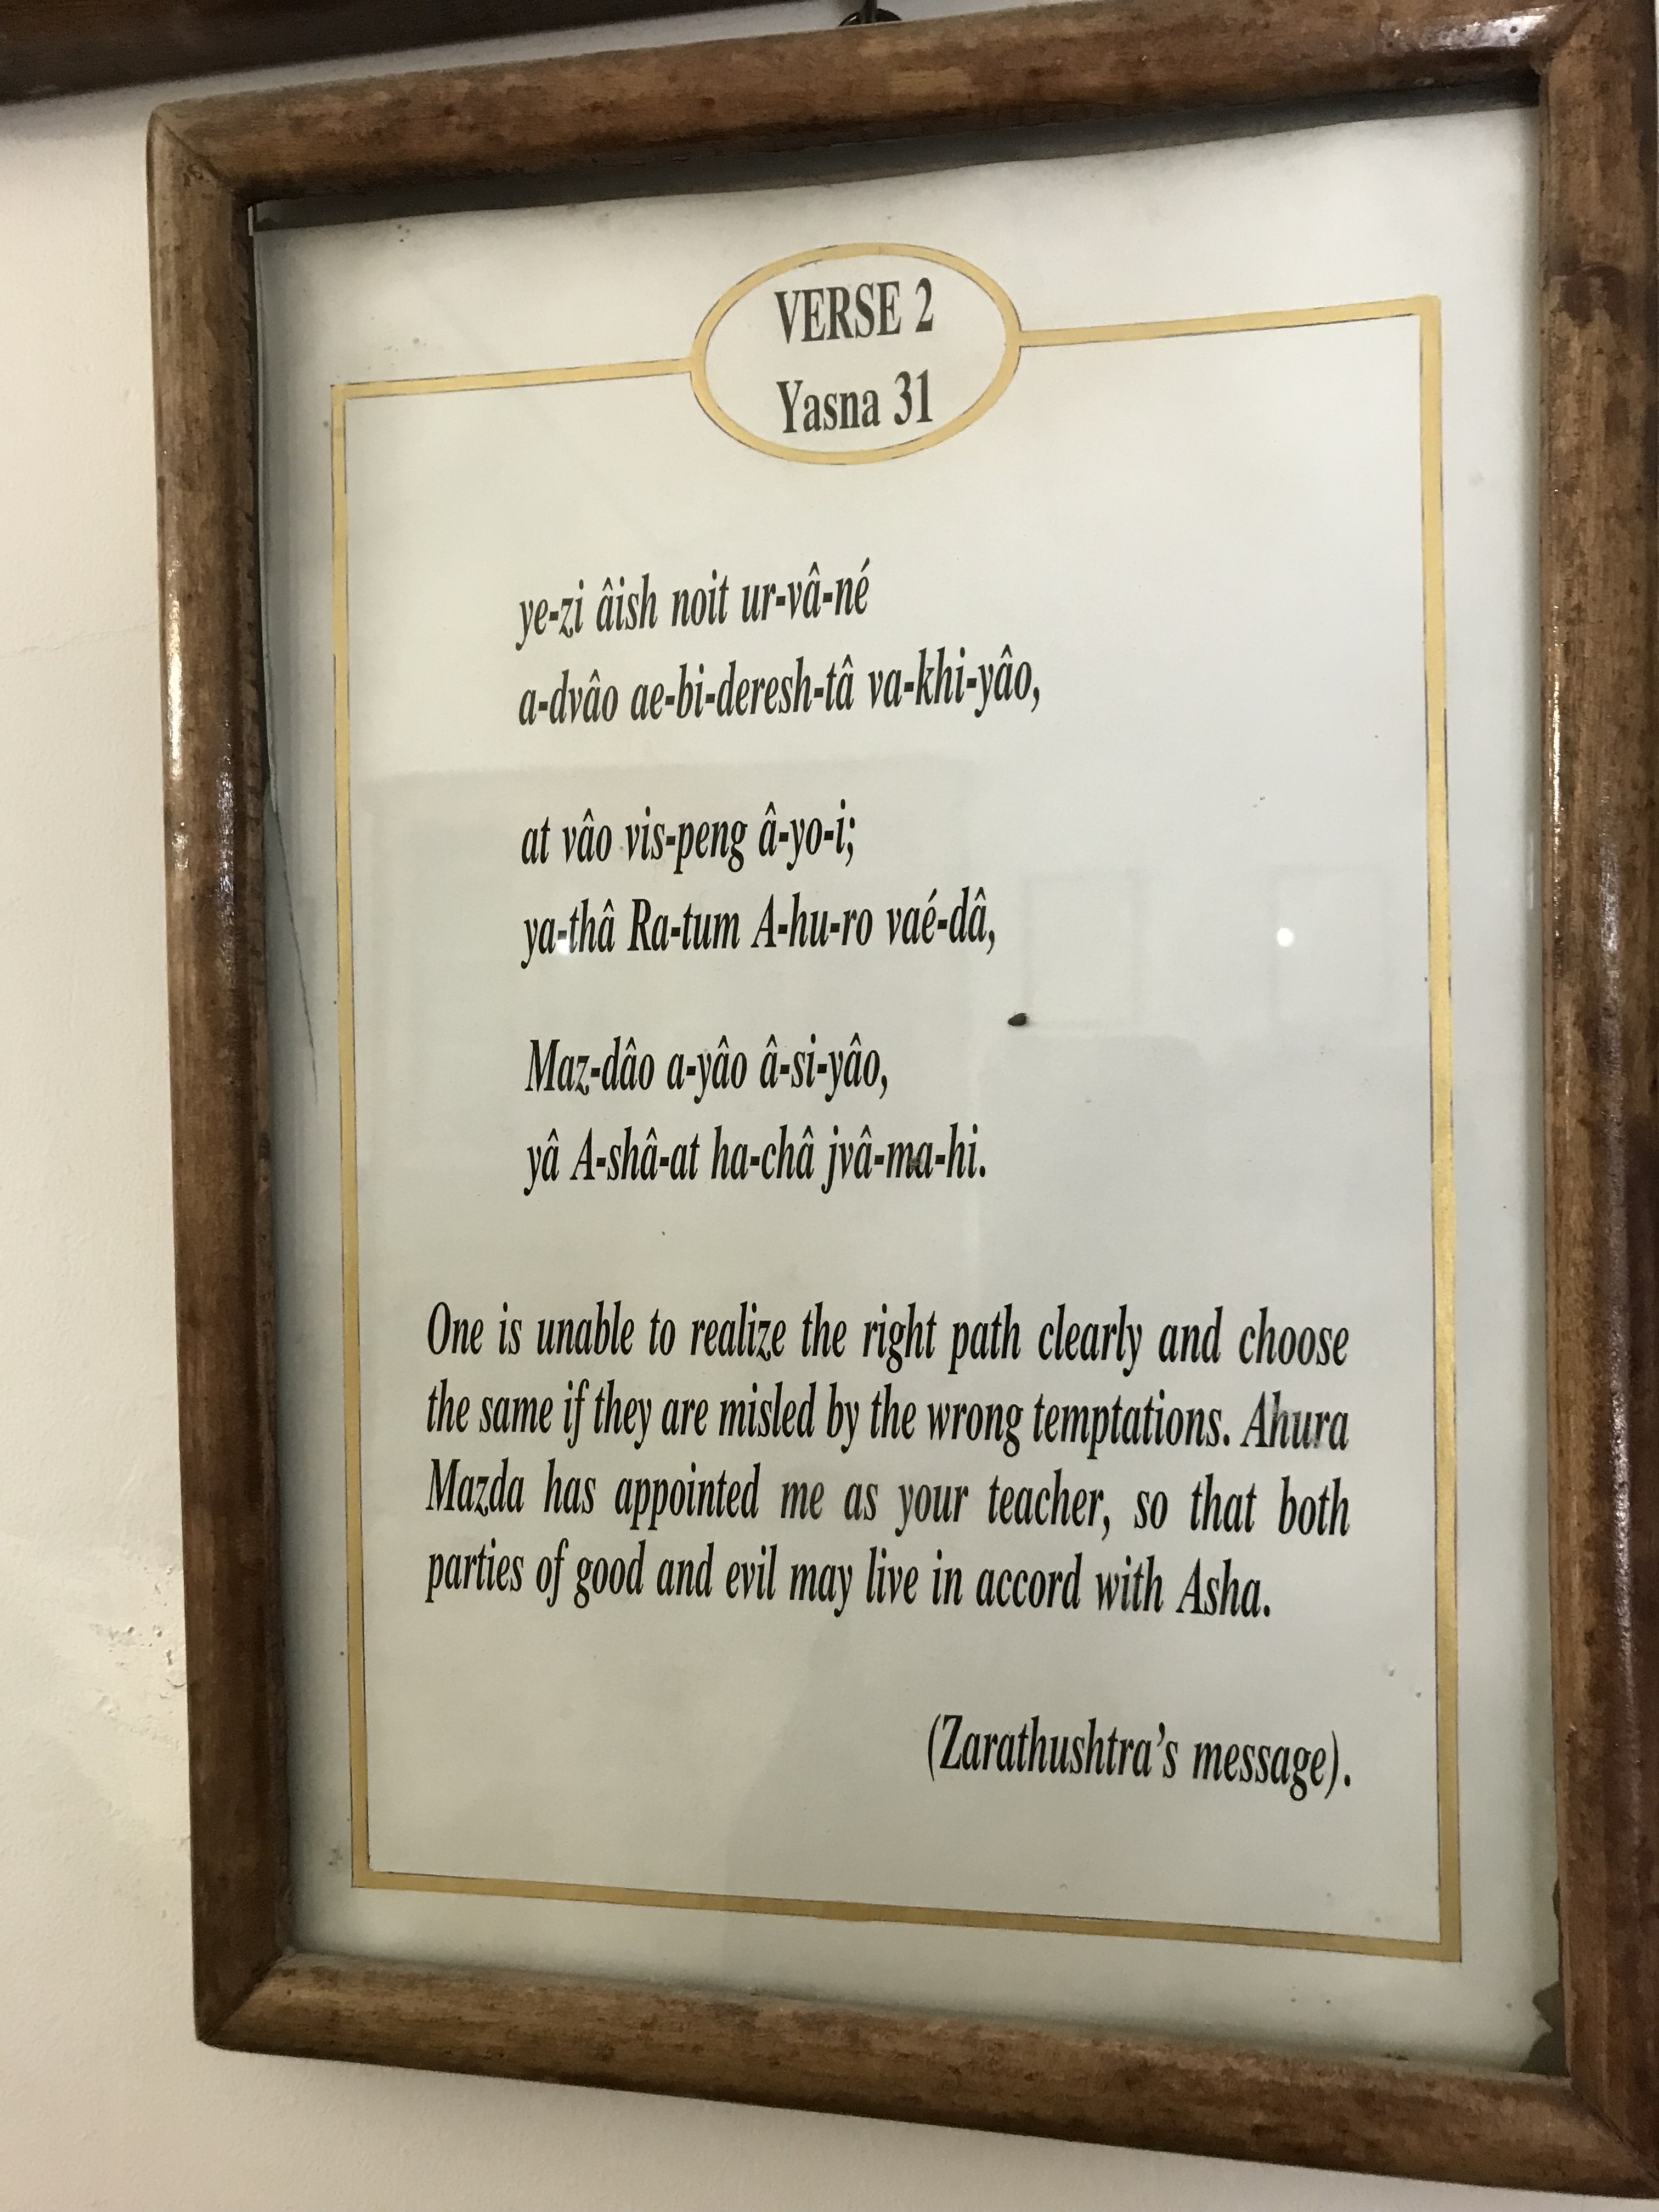 VERSE 2
Yasna 31
ye-zi âish noit ur-vâ-né
a-dvâo ae-bi-deresh-tâ va-khi-yâo,
at vâo vis-peng â-yo-i;
ya-thâ Ra-tum A-hu-ro vaé-dâ,
Maz-dâo a-yâo â-si-yâo,
yâ A-shâ-at ha-châ jvâ-ma-hi.
One is unable to realize the right path clearly and choose
the same if they are misled by the wrong temptations. Ahura
Mazda has appointed me as your teacher, so that both
parties of good and evil may live in accord with Asha.
(Zarathushtra's message).